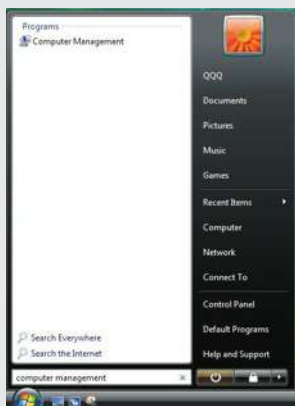 Programs
Computer Management
Search Everywhere
Search the Internet
computer management
QQQ
Documents
Pictures
Music
Games
Recent Items
Computer
Network
Connect To
Control Panel
Default Programs
Help and Support